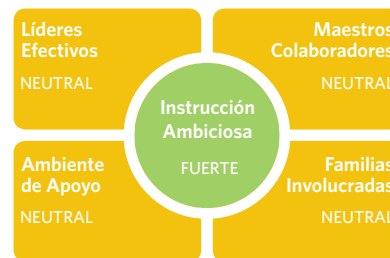 Líderes
Efectivos
NEUTRAL
Maestros
Colaboradores
NEUTRAL
Instrucción
Ambiciosa
FUERTE
Ambiente
de Apoyo
NEUTRAL
Familias
Involucradas
NEUTRAL